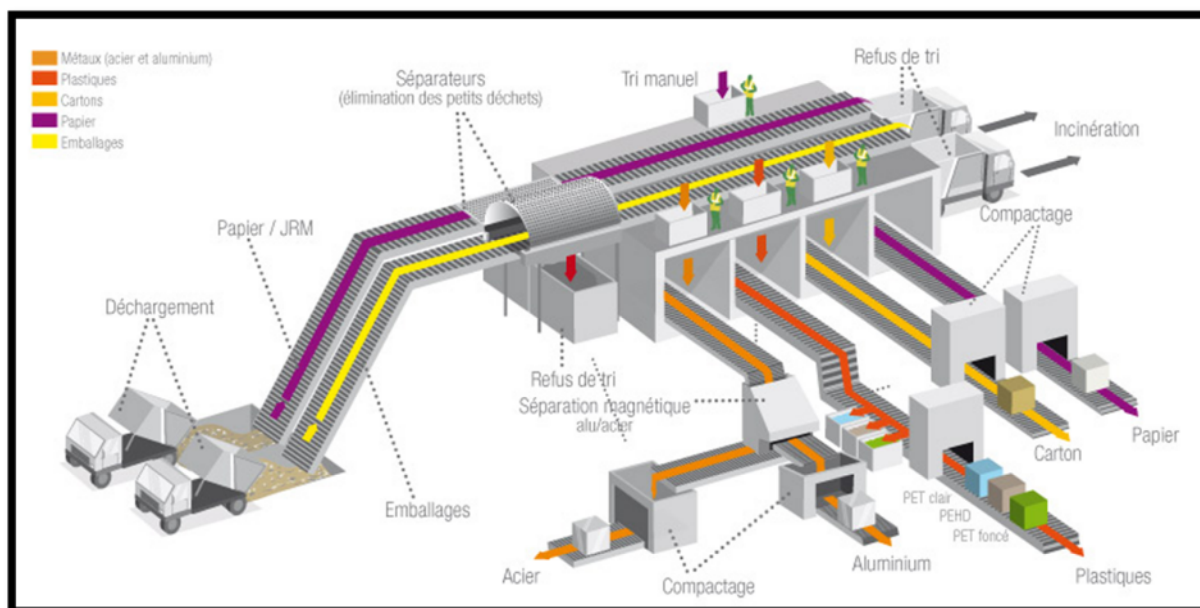 Métaux (acier et aluminium)
Plastiques
Cartons
Papier
Emballages
Séparateurs
(élimination des petits déchets)
Tri manuel
Refus de tri
Incinération
Papier / JRM
Compactage
Déchargement
Refus de tri
Séparation magnétique
alu/acier
Emballages
Papier
Carton
PET clair
PEHD
PET foncé
Acier
Compactage
Aluminium
Plastiques